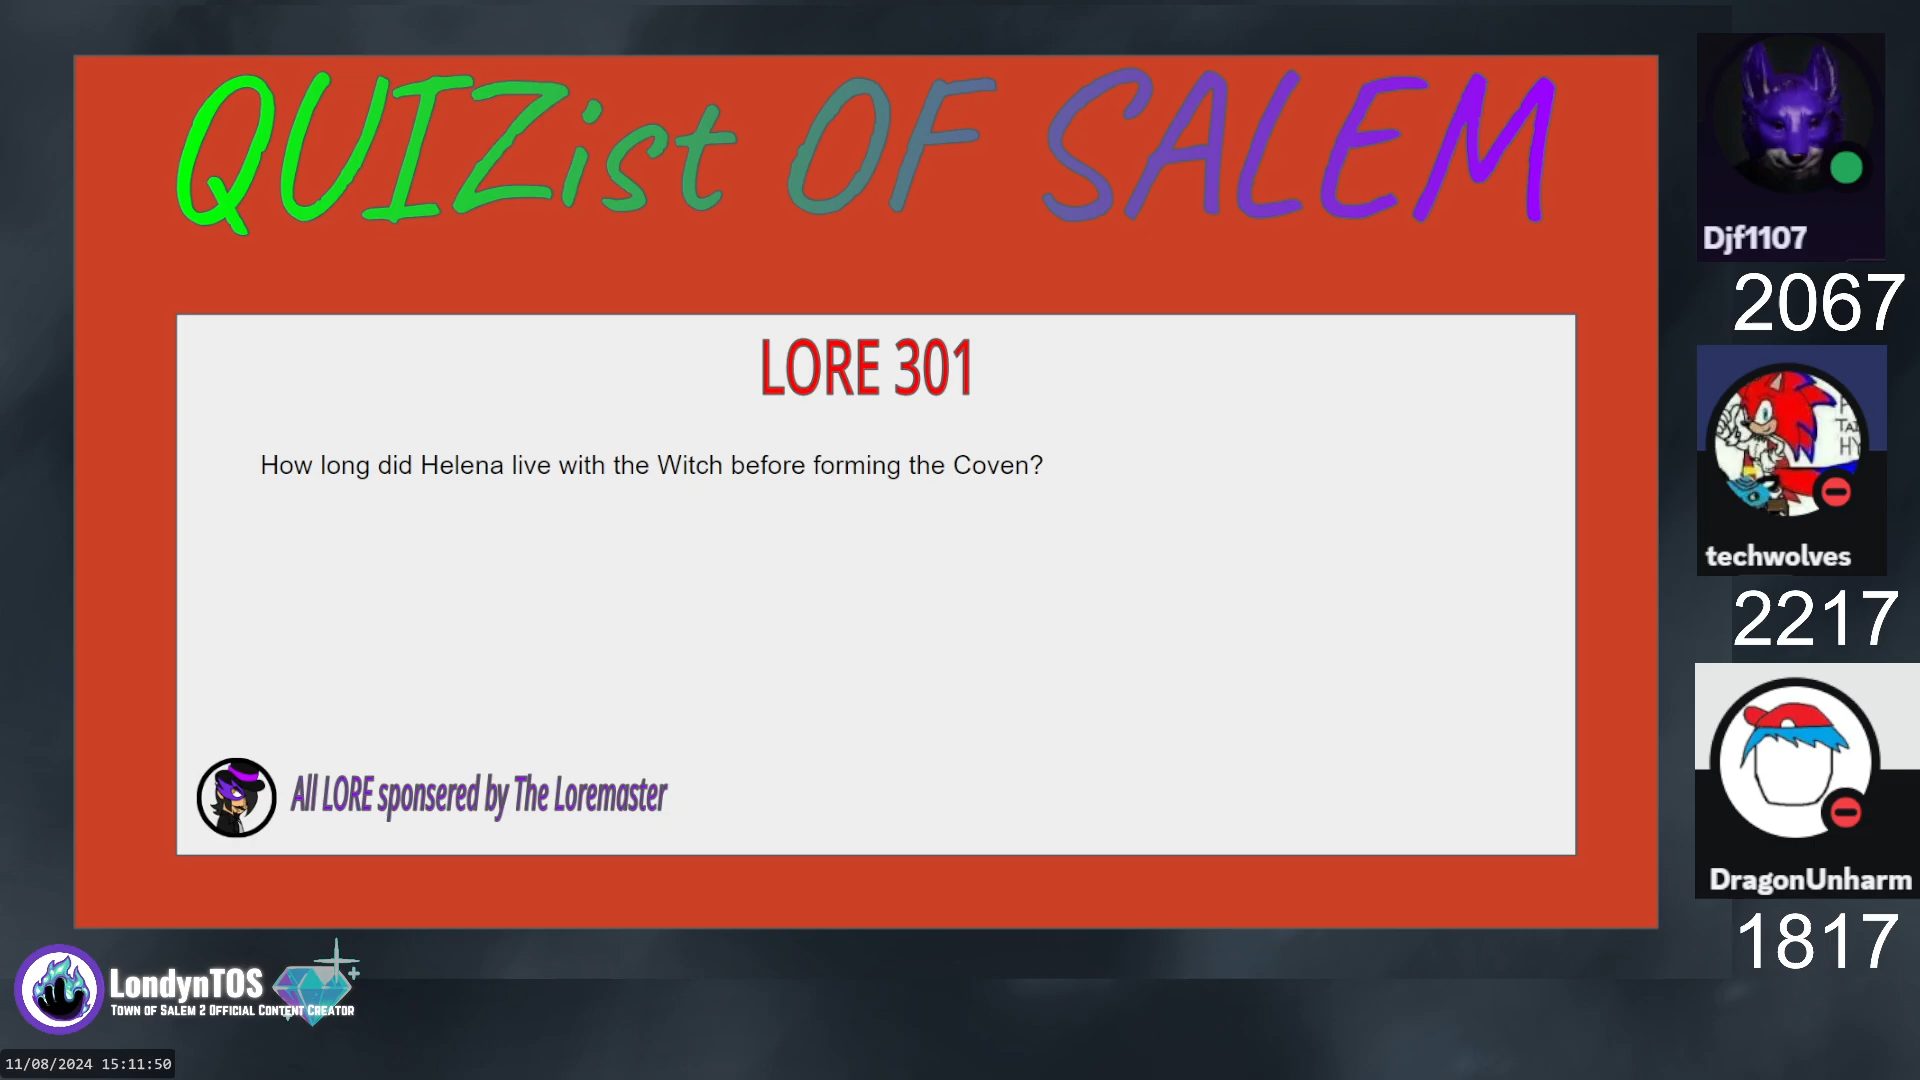 QUIZist OF SALEM
LORE 301
How long did Helena live with the Witch before forming the Coven?
All LORE sponsered by The Loremaster
Djf1107
2067
techwolves
2217
DragonUnharm
1817
LondynTOS
TOWN OF SALEM 2 OFFICIAL CONTENT CREATOR
11/08/2024 15:11:50